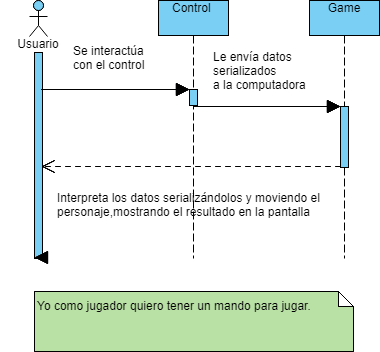 Control
Game
Usuario
Se interactúa
con el control
Le envía datos
serializados
a la computadora
Interpreta los datos serializándolos y moviendo el
personaje,mostrando el resultado en la pantalla
Yo como jugador quiero tener un mando para jugar.